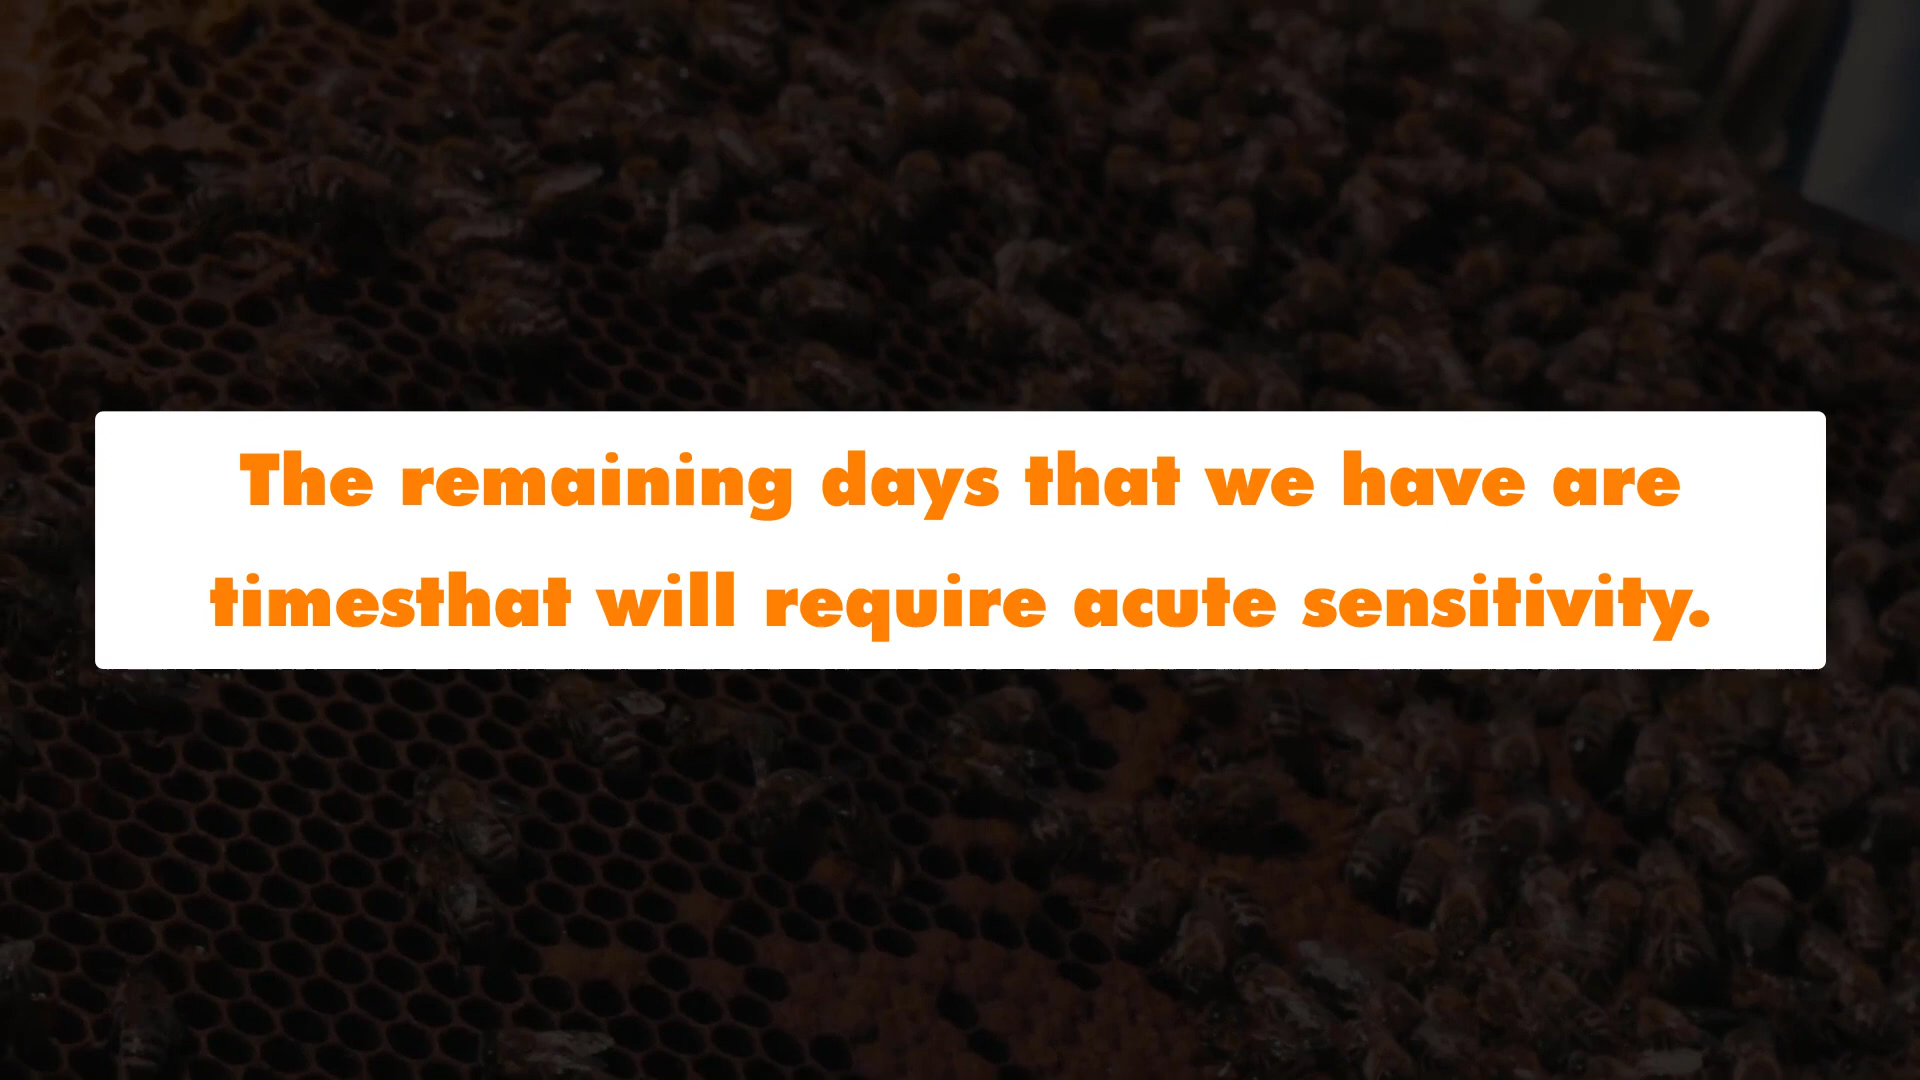 The remaining days that we have are
timesthat will require acute sensitivity.